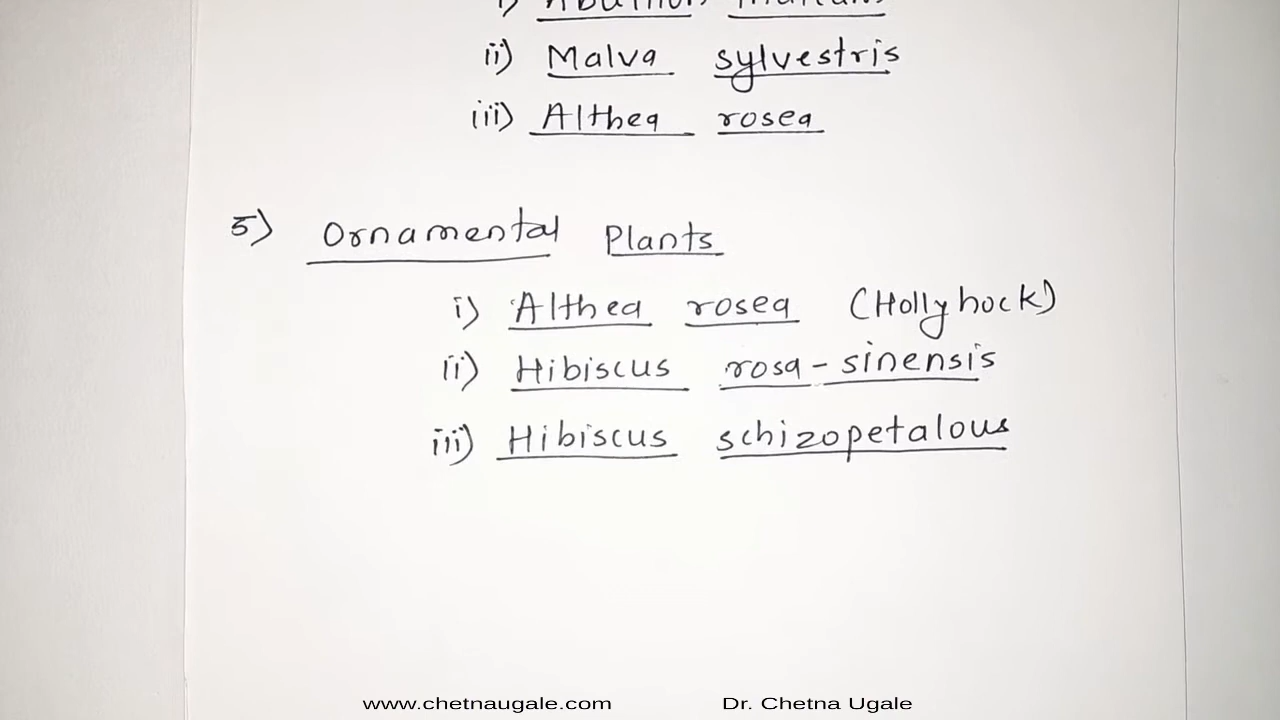 i)
ii) Malva sylvestris
iii) Althea rosea
5) Ornamental Plants
i) Althea rosea (Hollyhock)
ii) Hibiscus rosa-sinensis
iii) Hibiscus schizopetalous
www.chetnaugale.com Dr. Chetna Ugale